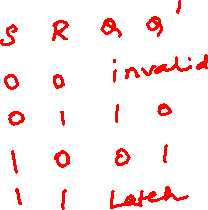 S R Q Q'
0 0 invalid
0 1 1 0
1 0 0 1
1 1 Latch